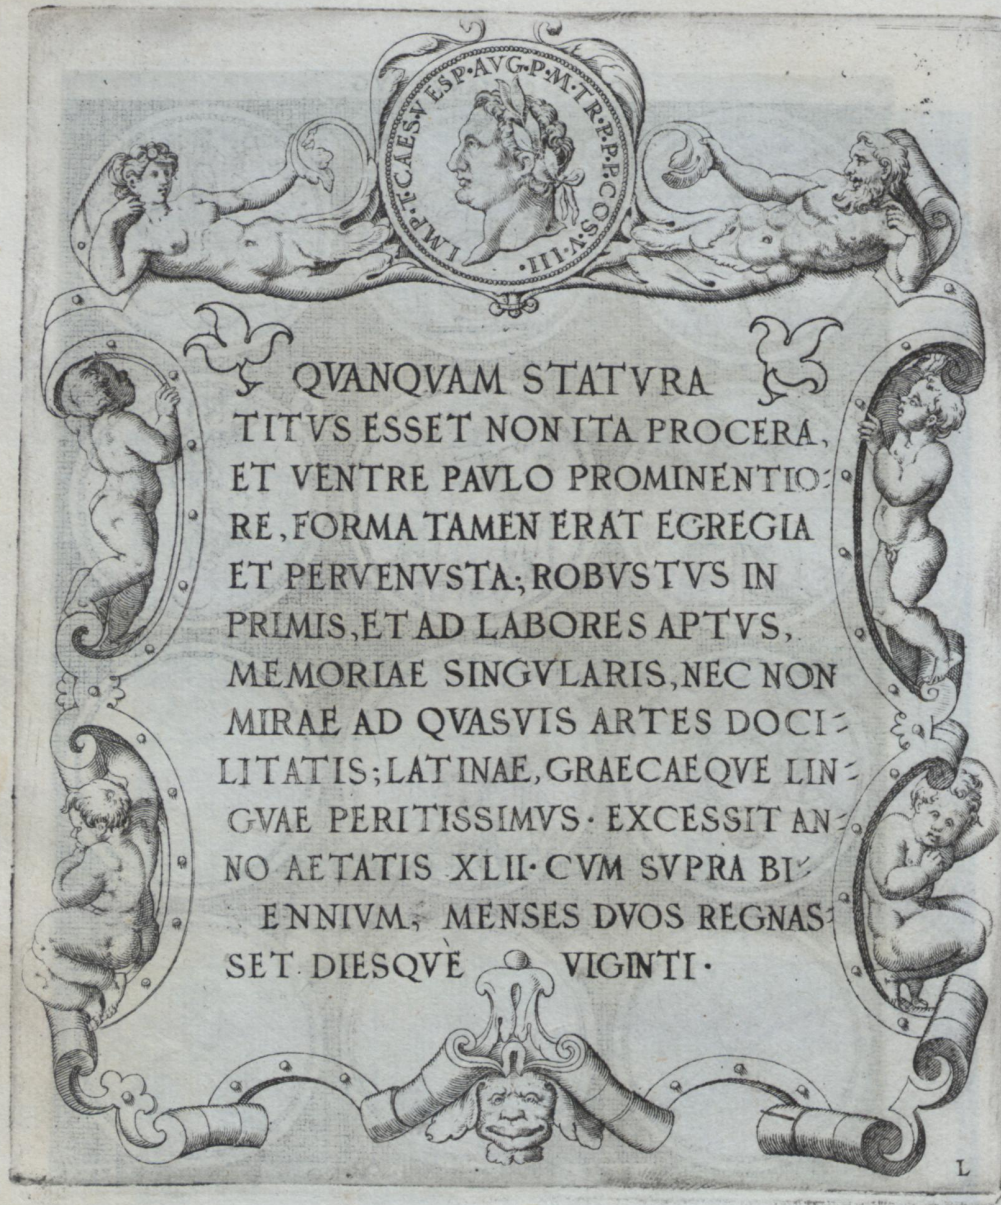 IMP·F·CAES·VESP·AVG·P·M·TR·P·P·P·COS·VIII·
QVANQVAM STATVRA
TITVS ESSET NON ITA PROCERA,
ET VENTRE PAVLO PROMINENTIO-
RE, FORMA TAMEN ERAT EGREGIA
ET PERVENVSTA; ROBVSTVS IN
PRIMIS, ET AD LABORES APTVS,
MEMORIAE SINGVLARIS, NEC NON
MIRAE AD QVASVIS ARTES DOCI-
LITATIS; LATINAE, GRAECAEQVE LIN-
GVAE PERITISSIMVS· EXCESSIT AN-
NO AETATIS XLII· CVM SVPRA BI-
ENNIVM, MENSES DVOS REGNAS-
SET DIESQVÈ VIGINTI·
L